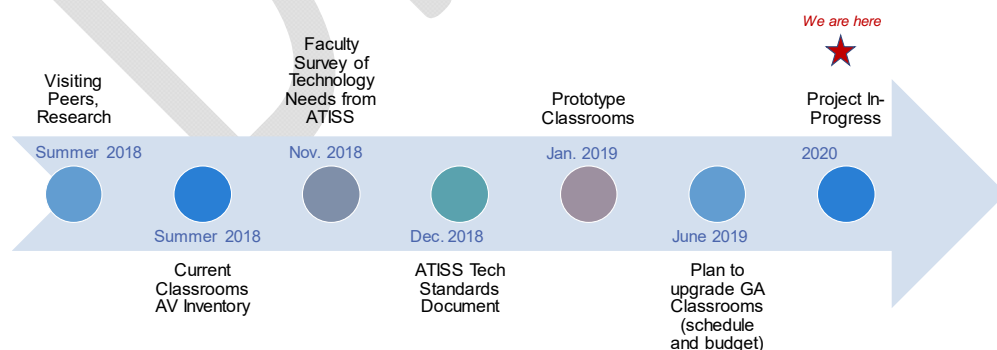 We are here
Visiting
Peers,
Research
Summer 2018
Summer 2018
Current
Classrooms
AV Inventory
Faculty
Survey of
Technology
Needs from
ATISS
Nov. 2018
Dec. 2018
ATISS Tech
Standards
Document
Prototype
Classrooms
Jan. 2019
June 2019
Plan to
upgrade GA
Classrooms
(schedule
and budget)
Project In-
Progress
2020